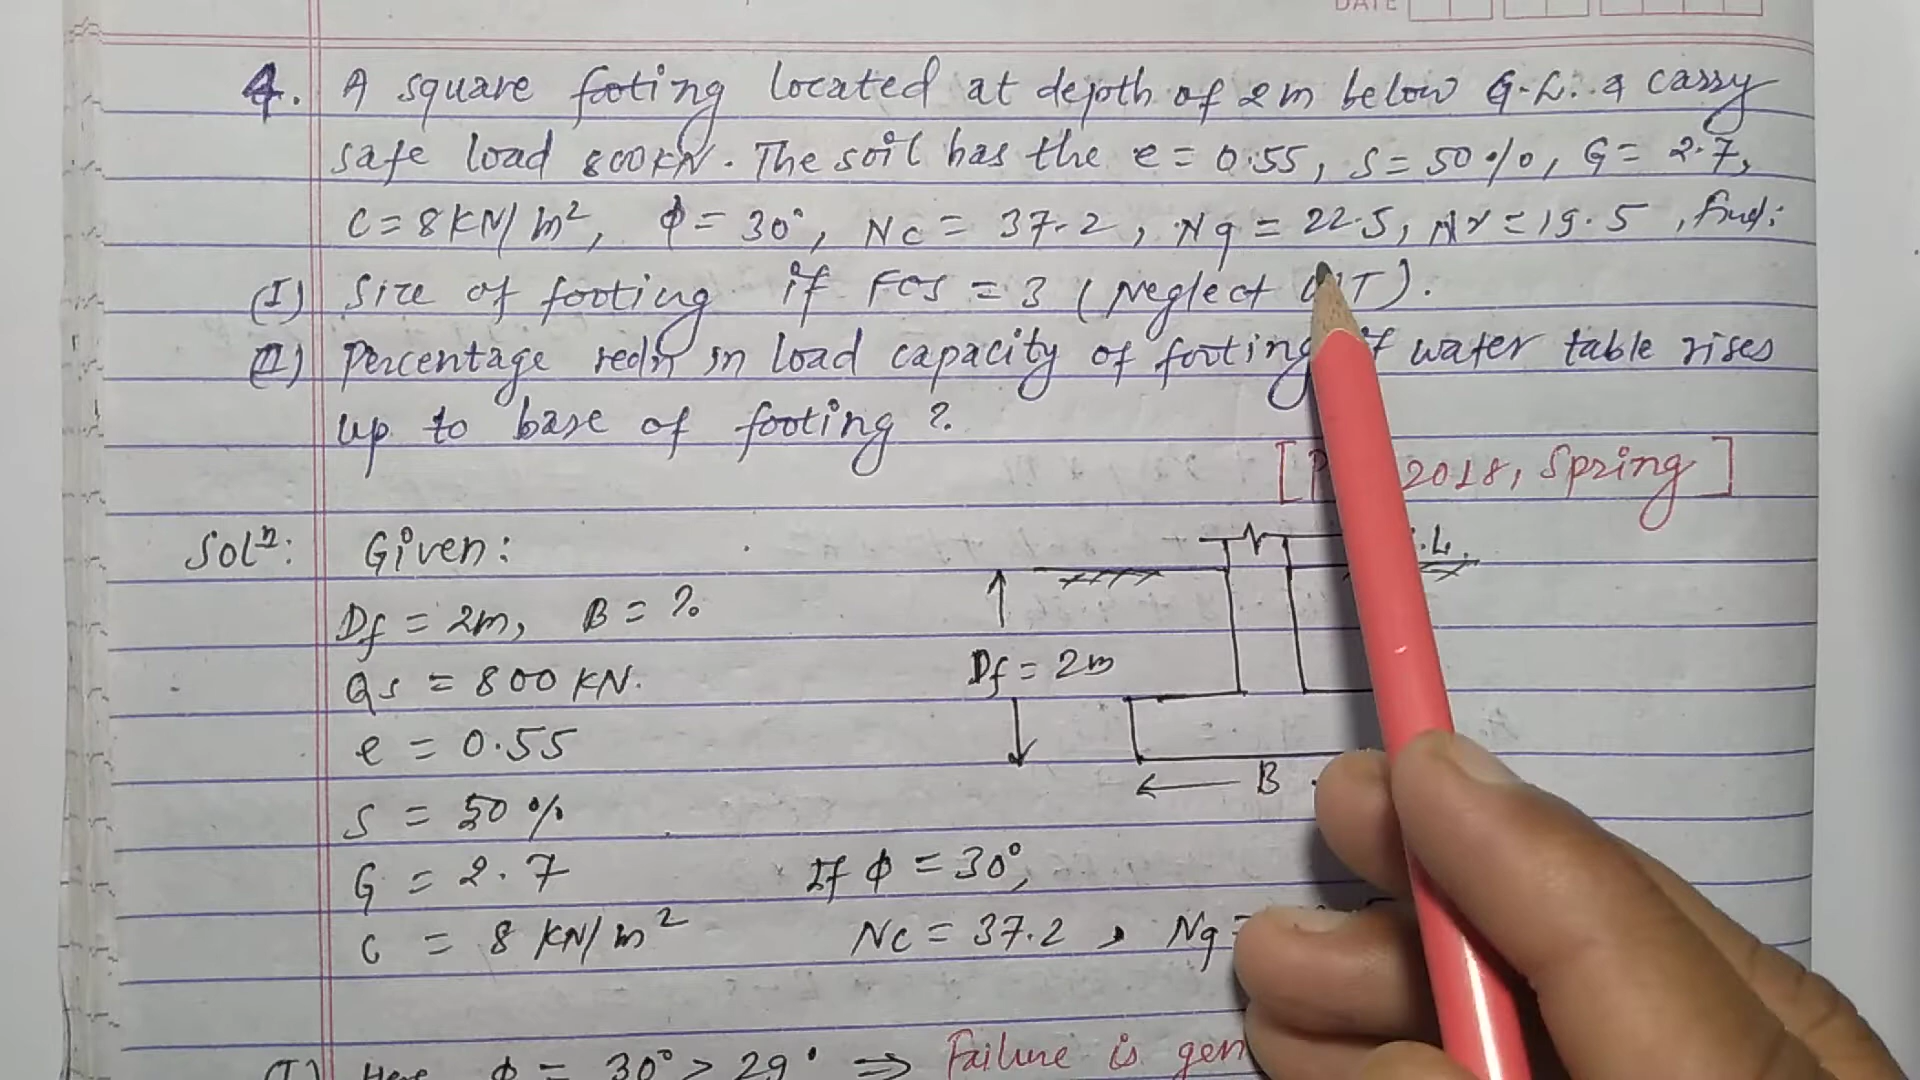 DATE
Q. A square footing located at depth of 2m below G.L. & carry
safe load 800KN. The soil has the e = 0.55, S = 50%, G = 2.7,
C = 8 KN/m², φ = 30°, Nc = 37.2, Nq = 22.5, Nγ = 19.5, find:
(I) Size of footing if FOS = 3 (Neglect
(II) Percentage redⁿ in load capacity of footing if water table rises
up to base of footing ?
2018, Spring]
Solⁿ: Given:
Df = 2m, B = ?
Qs = 800 KN.
Df = 2m
e = 0.55
B
S = 50 %
G = 2.7 If φ = 30°,
C = 8 KN/m² Nc = 37.2, Nq =
(I) Here φ = 30° > 29° ⇒ Failure is gen